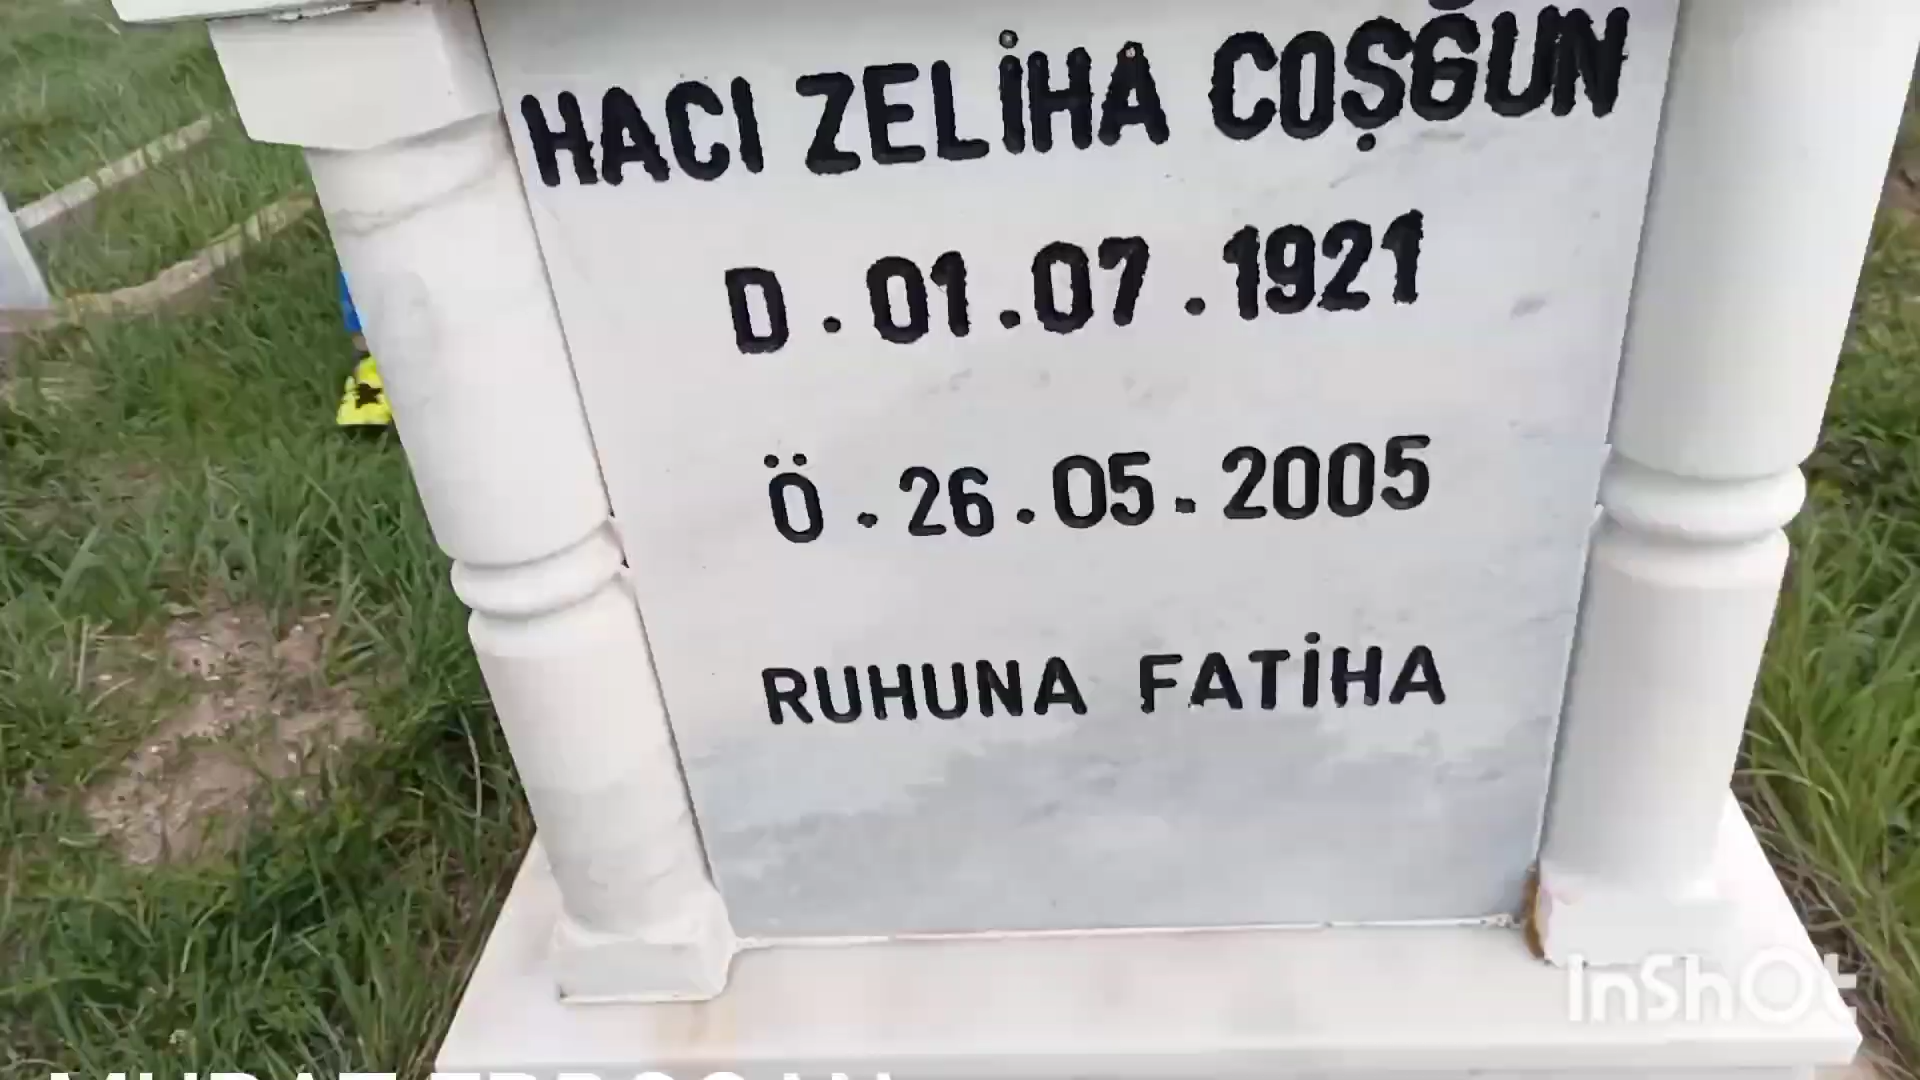 HACI ZELİHA COŞĞUN
D.01.07.1921
Ö.26.05.2005
RUHUNA FATİHA
InShOt